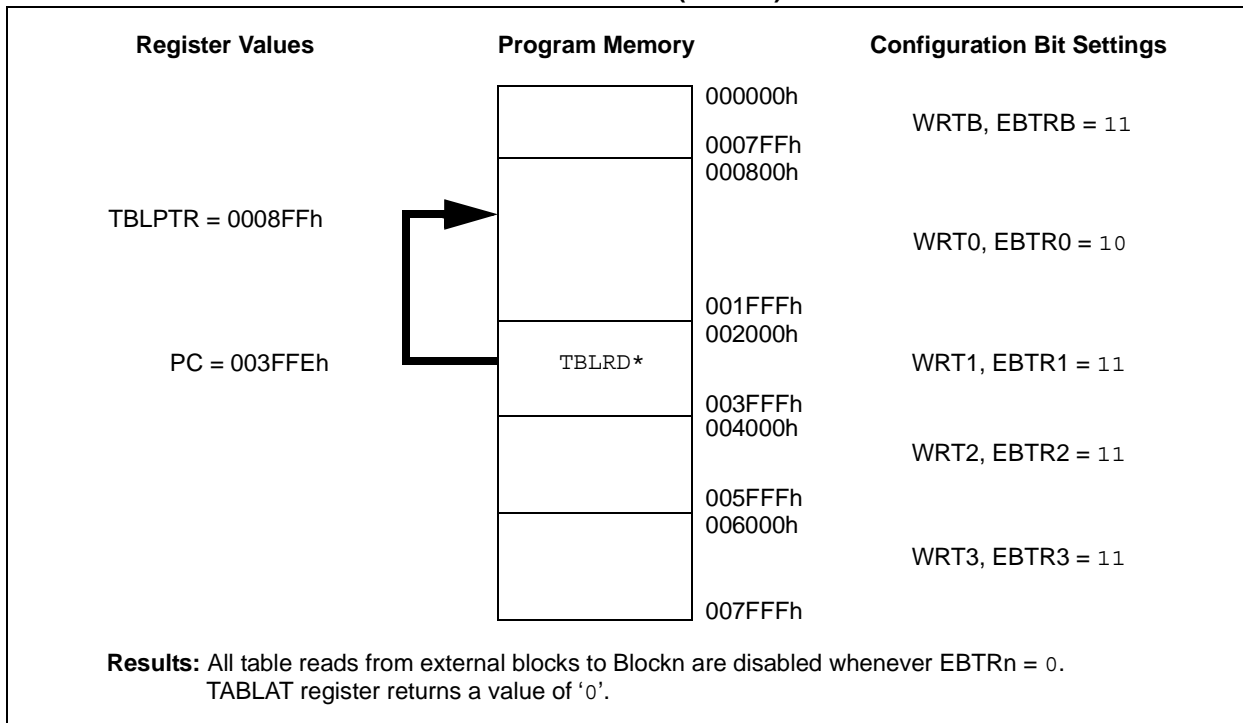 Register Values Program Memory Configuration Bit Settings
000000h
WRTB, EBTRB = 11
0007FFh
000800h
TBLPTR = 0008FFh
WRT0, EBTR0 = 10
001FFFh
002000h
PC = 003FFEh TBLRD* WRT1, EBTR1 = 11
003FFFh
004000h
WRT2, EBTR2 = 11
005FFFh
006000h
WRT3, EBTR3 = 11
007FFFh
Results: All table reads from external blocks to Blockn are disabled whenever EBTRn = 0.
TABLAT register returns a value of ‘0’.